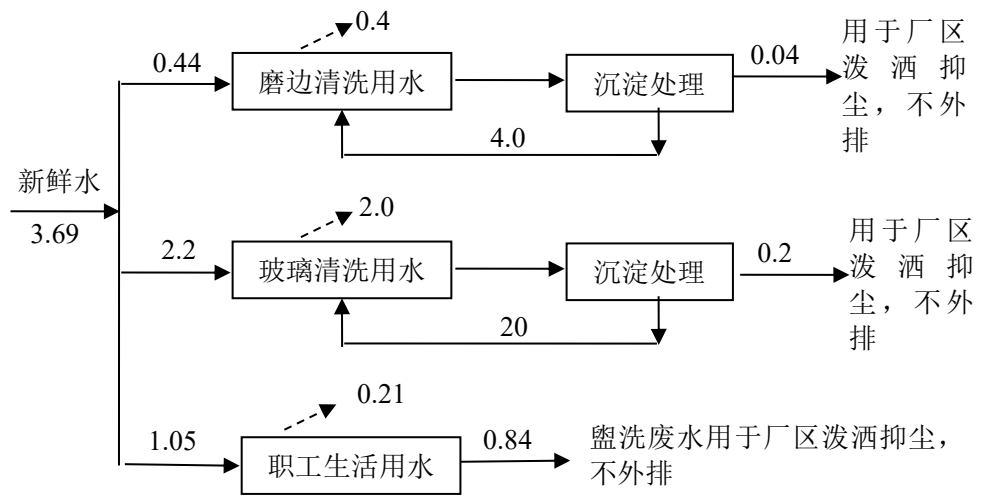 0.4
0.44
磨边清洗用水
沉淀处理
0.04
用于厂区
泼洒抑
尘，不外
排
4.0
新鲜水
3.69
2.0
2.2
玻璃清洗用水
沉淀处理
0.2
用于厂区
泼洒抑
尘，不外
排
20
0.21
1.05
职工生活用水
0.84
盥洗废水用于厂区泼洒抑尘，
不外排